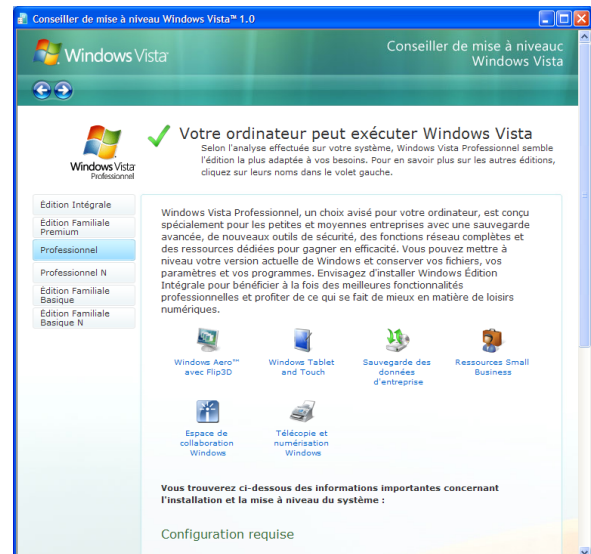 Conseiller de mise à niveau Windows Vista™ 1.0
Windows Vista™
Conseiller de mise à niveauc
Windows Vista
Windows Vista™
Professionnel
Votre ordinateur peut exécuter Windows Vista
Selon l'analyse effectuée sur votre système, Windows Vista Professionnel semble
l'édition la plus adaptée à vos besoins. Pour en savoir plus sur les autres éditions,
cliquez sur leurs noms dans le volet gauche.
Édition Intégrale
Édition Familiale
Premium
Professionnel
Professionnel N
Édition Familiale
Basique
Édition Familiale
Basique N
Windows Vista Professionnel, un choix avisé pour votre ordinateur, est conçu
spécialement pour les petites et moyennes entreprises avec une sauvegarde
avancée, de nouveaux outils de sécurité, des fonctions réseau complètes et
des ressources dédiées pour gagner en efficacité. Vous pouvez mettre à
niveau votre version actuelle de Windows et conserver vos fichiers, vos
paramètres et vos programmes. Envisagez d'installer Windows Édition
Intégrale pour bénéficier à la fois des meilleures fonctionnalités
professionnelles et profiter de ce qui se fait de mieux en matière de loisirs
numériques.
Windows Aero™
avec Flip3D
Windows Tablet
and Touch
Sauvegarde des
données
d'entreprise
Ressources Small
Business
Espace de
collaboration
Windows
Télécopie et
numérisation
Windows
Vous trouverez ci-dessous des informations importantes concernant
l'installation et la mise à niveau du système :
Configuration requise